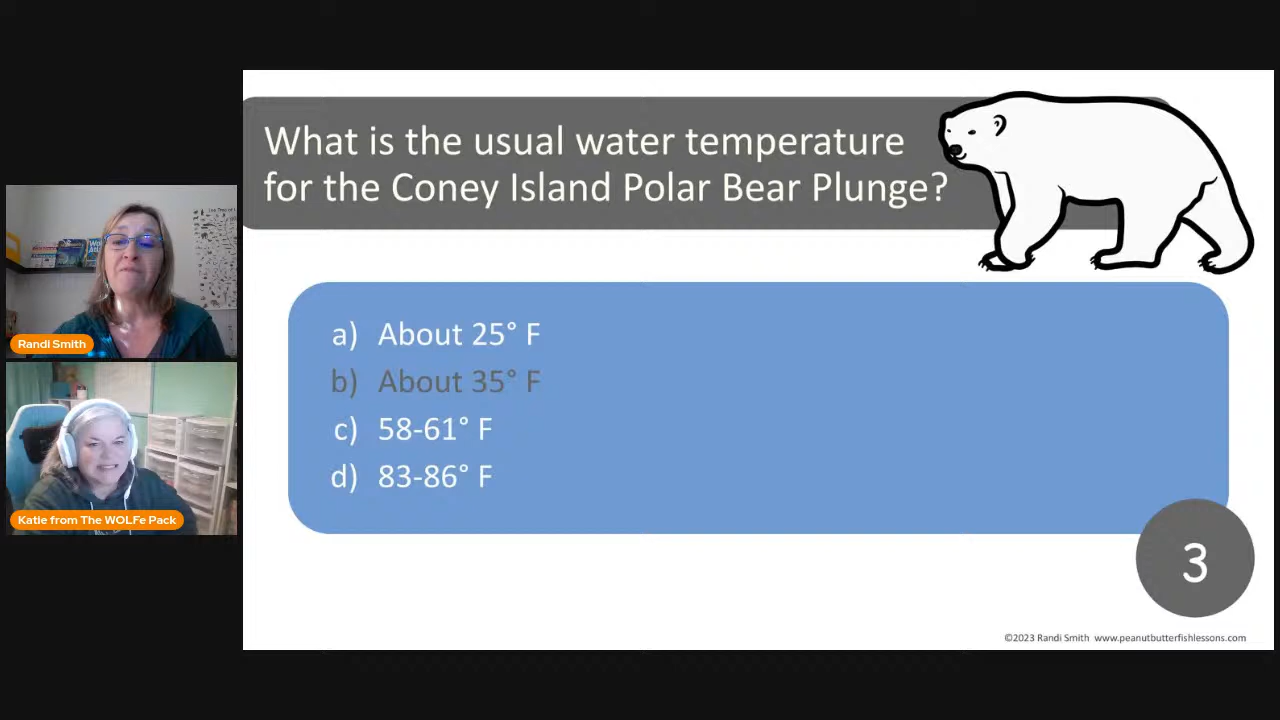 What is the usual water temperature
for the Coney Island Polar Bear Plunge?
a) About 25° F
b) About 35° F
c) 58-61° F
d) 83-86° F
3
©2023 Randi Smith www.peanutbutterfishlessons.com
Randi Smith
Katie from The WOLFe Pack